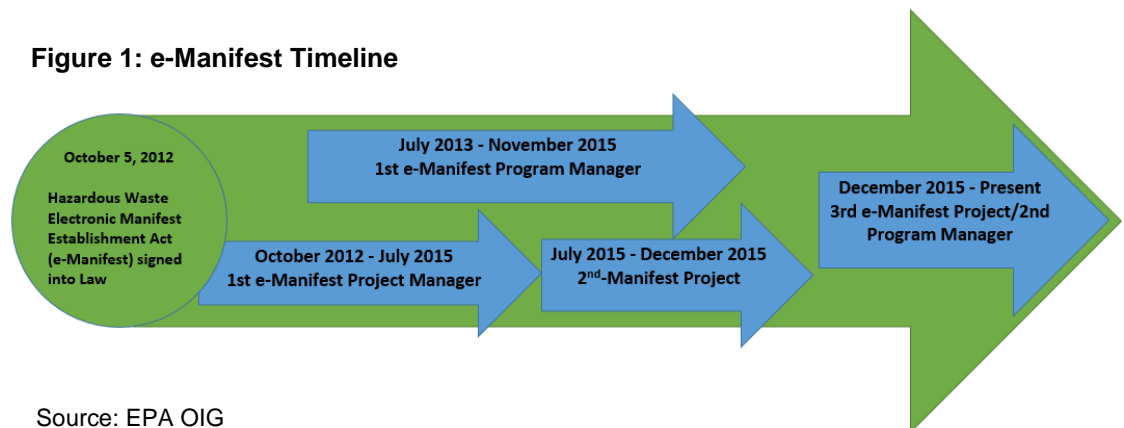 Figure 1: e-Manifest Timeline
October 5, 2012
Hazardous Waste
Electronic Manifest
Establishment Act
(e-Manifest) signed
into Law
July 2013 - November 2015
1st e-Manifest Program Manager
October 2012 - July 2015
1st e-Manifest Project Manager
July 2015 - December 2015
2nd-Manifest Project
December 2015 - Present
3rd e-Manifest Project/2nd
Program Manager
Source: EPA OIG